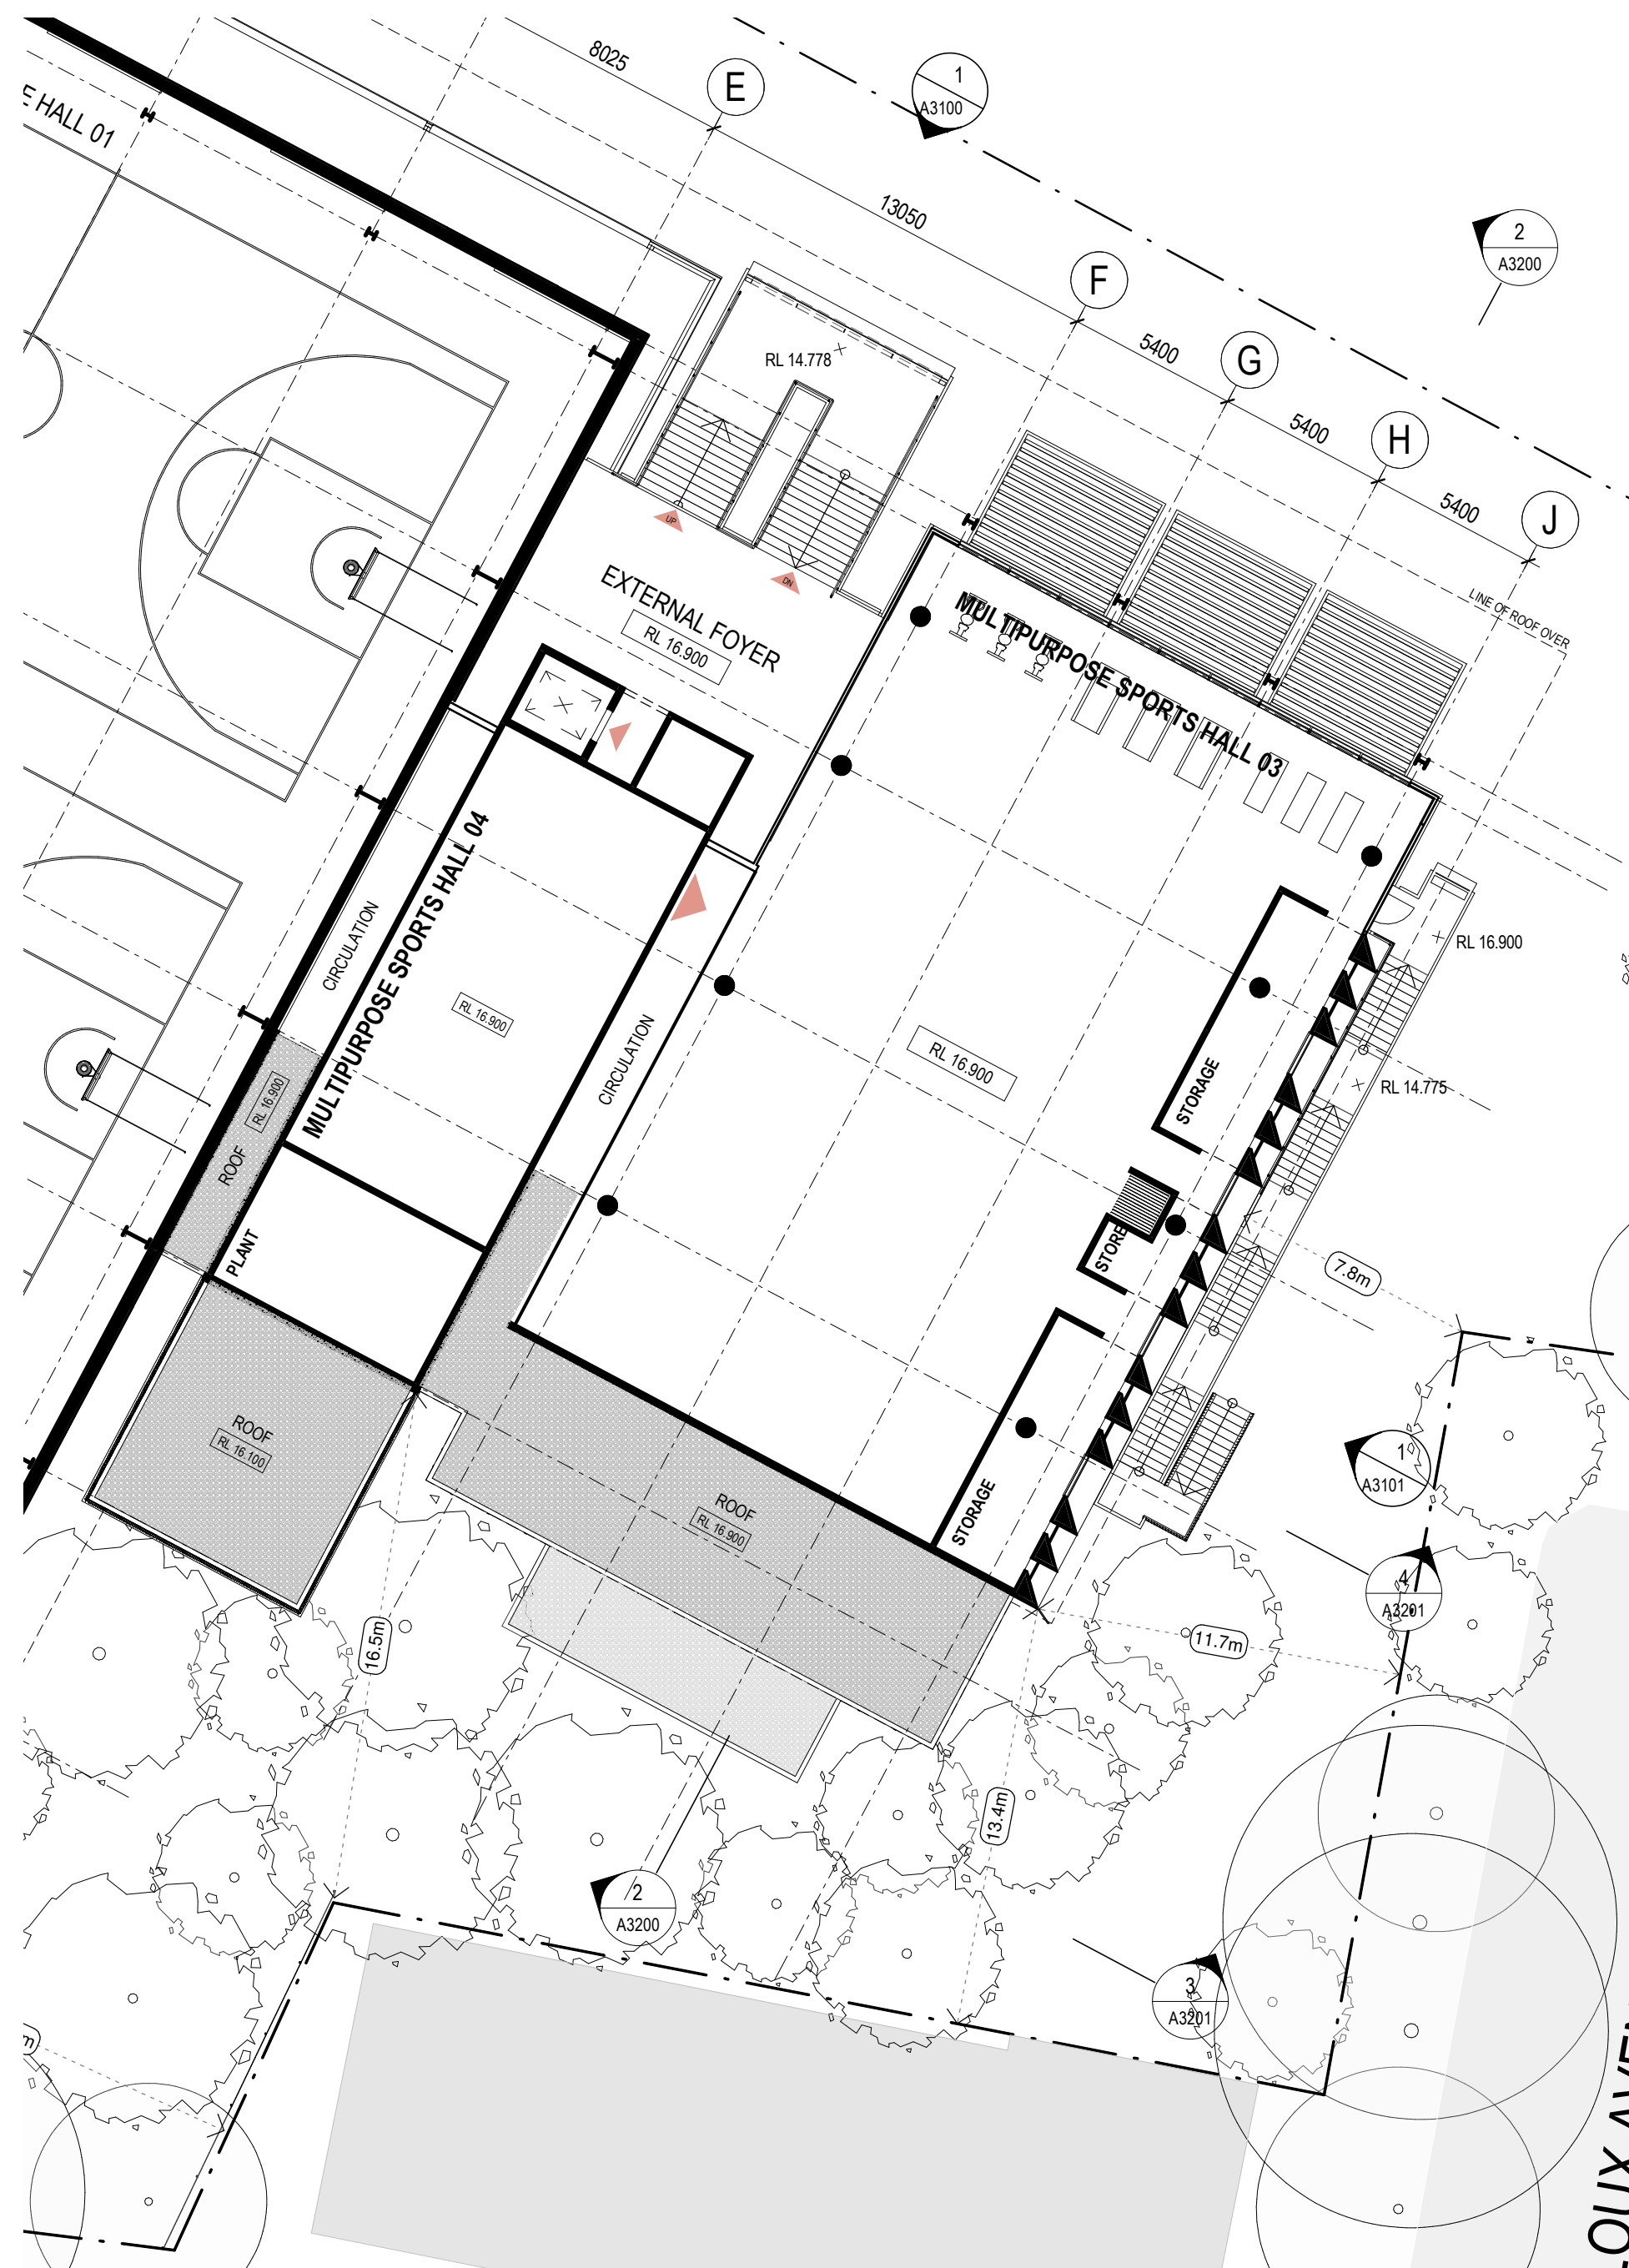 8025
E
1
A3100
HALL 01
13050
2
A3200
F
5400
G
RL 14.778
5400
H
5400
J
UP
DN
LINE OF ROOF OVER
EXTERNAL FOYER
RL 16.900
MULTIPURPOSE SPORTS HALL 03
MULTIPURPOSE SPORTS HALL 04
CIRCULATION
RL 16.900
RL 16.900
CIRCULATION
RL 16.900
STORAGE
RL 14.775
RL 16.900
ROOF
STORE
PLANT
7.8m
ROOF
RL 16.100
1
A3101
ROOF
RL 16.900
STORAGE
4
A3201
16.5m
11.7m
13.4m
2
A3200
3
A3201